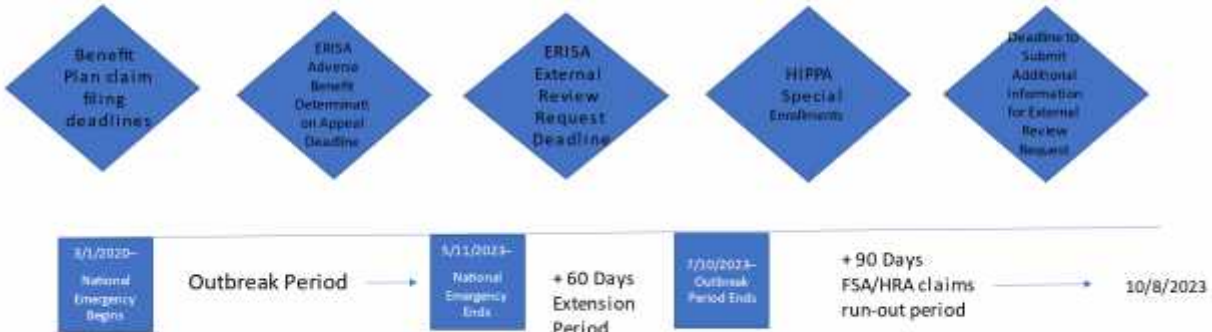 Benefit
Plan claim
filing
deadlines
ERISA
Adverse
Benefit
Determinati
on Appeal
Deadline
ERISA
External
Review
Request
Deadline
HIPPA
Special
Enrollments
Deadline to
Submit
Additional
Information
for External
Review
Request
3/1/2020–
National
Emergency
Begins
Outbreak Period
5/11/2023–
National
Emergency
Ends
+ 60 Days
Extension
Period
7/10/2023–
Outbreak
Period Ends
+ 90 Days
FSA/HRA claims
run-out period
10/8/2023